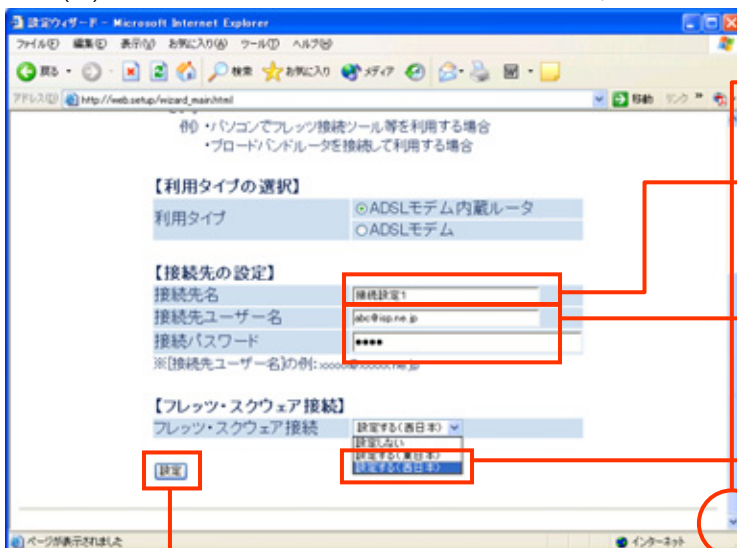 設定ウィザード - Microsoft Internet Explorer
ファイル(F) 編集(E) 表示(V) お気に入り(A) ツール(T) ヘルプ(H)
戻る 検索 お気に入り メディア
アドレス(D) http://web.setup/wizard_main.html 移動 リンク »
例) ・パソコンでフレッツ接続ツール等を利用する場合
・ブロードバンドルータを接続して利用する場合
【利用タイプの選択】
利用タイプ
ADSLモデム内蔵ルータ
ADSLモデム
【接続先の設定】
接続先名 接続設定1
接続先ユーザー名 abc@isp.ne.jp
接続パスワード ●●●●
※[接続先ユーザー名]の例:
【フレッツ・スクウェア接続】
フレッツ・スクウェア接続 設定する(西日本)
設定しない
設定する(東日本)
設定する(西日本)
設定
ページが表示されました インターネット